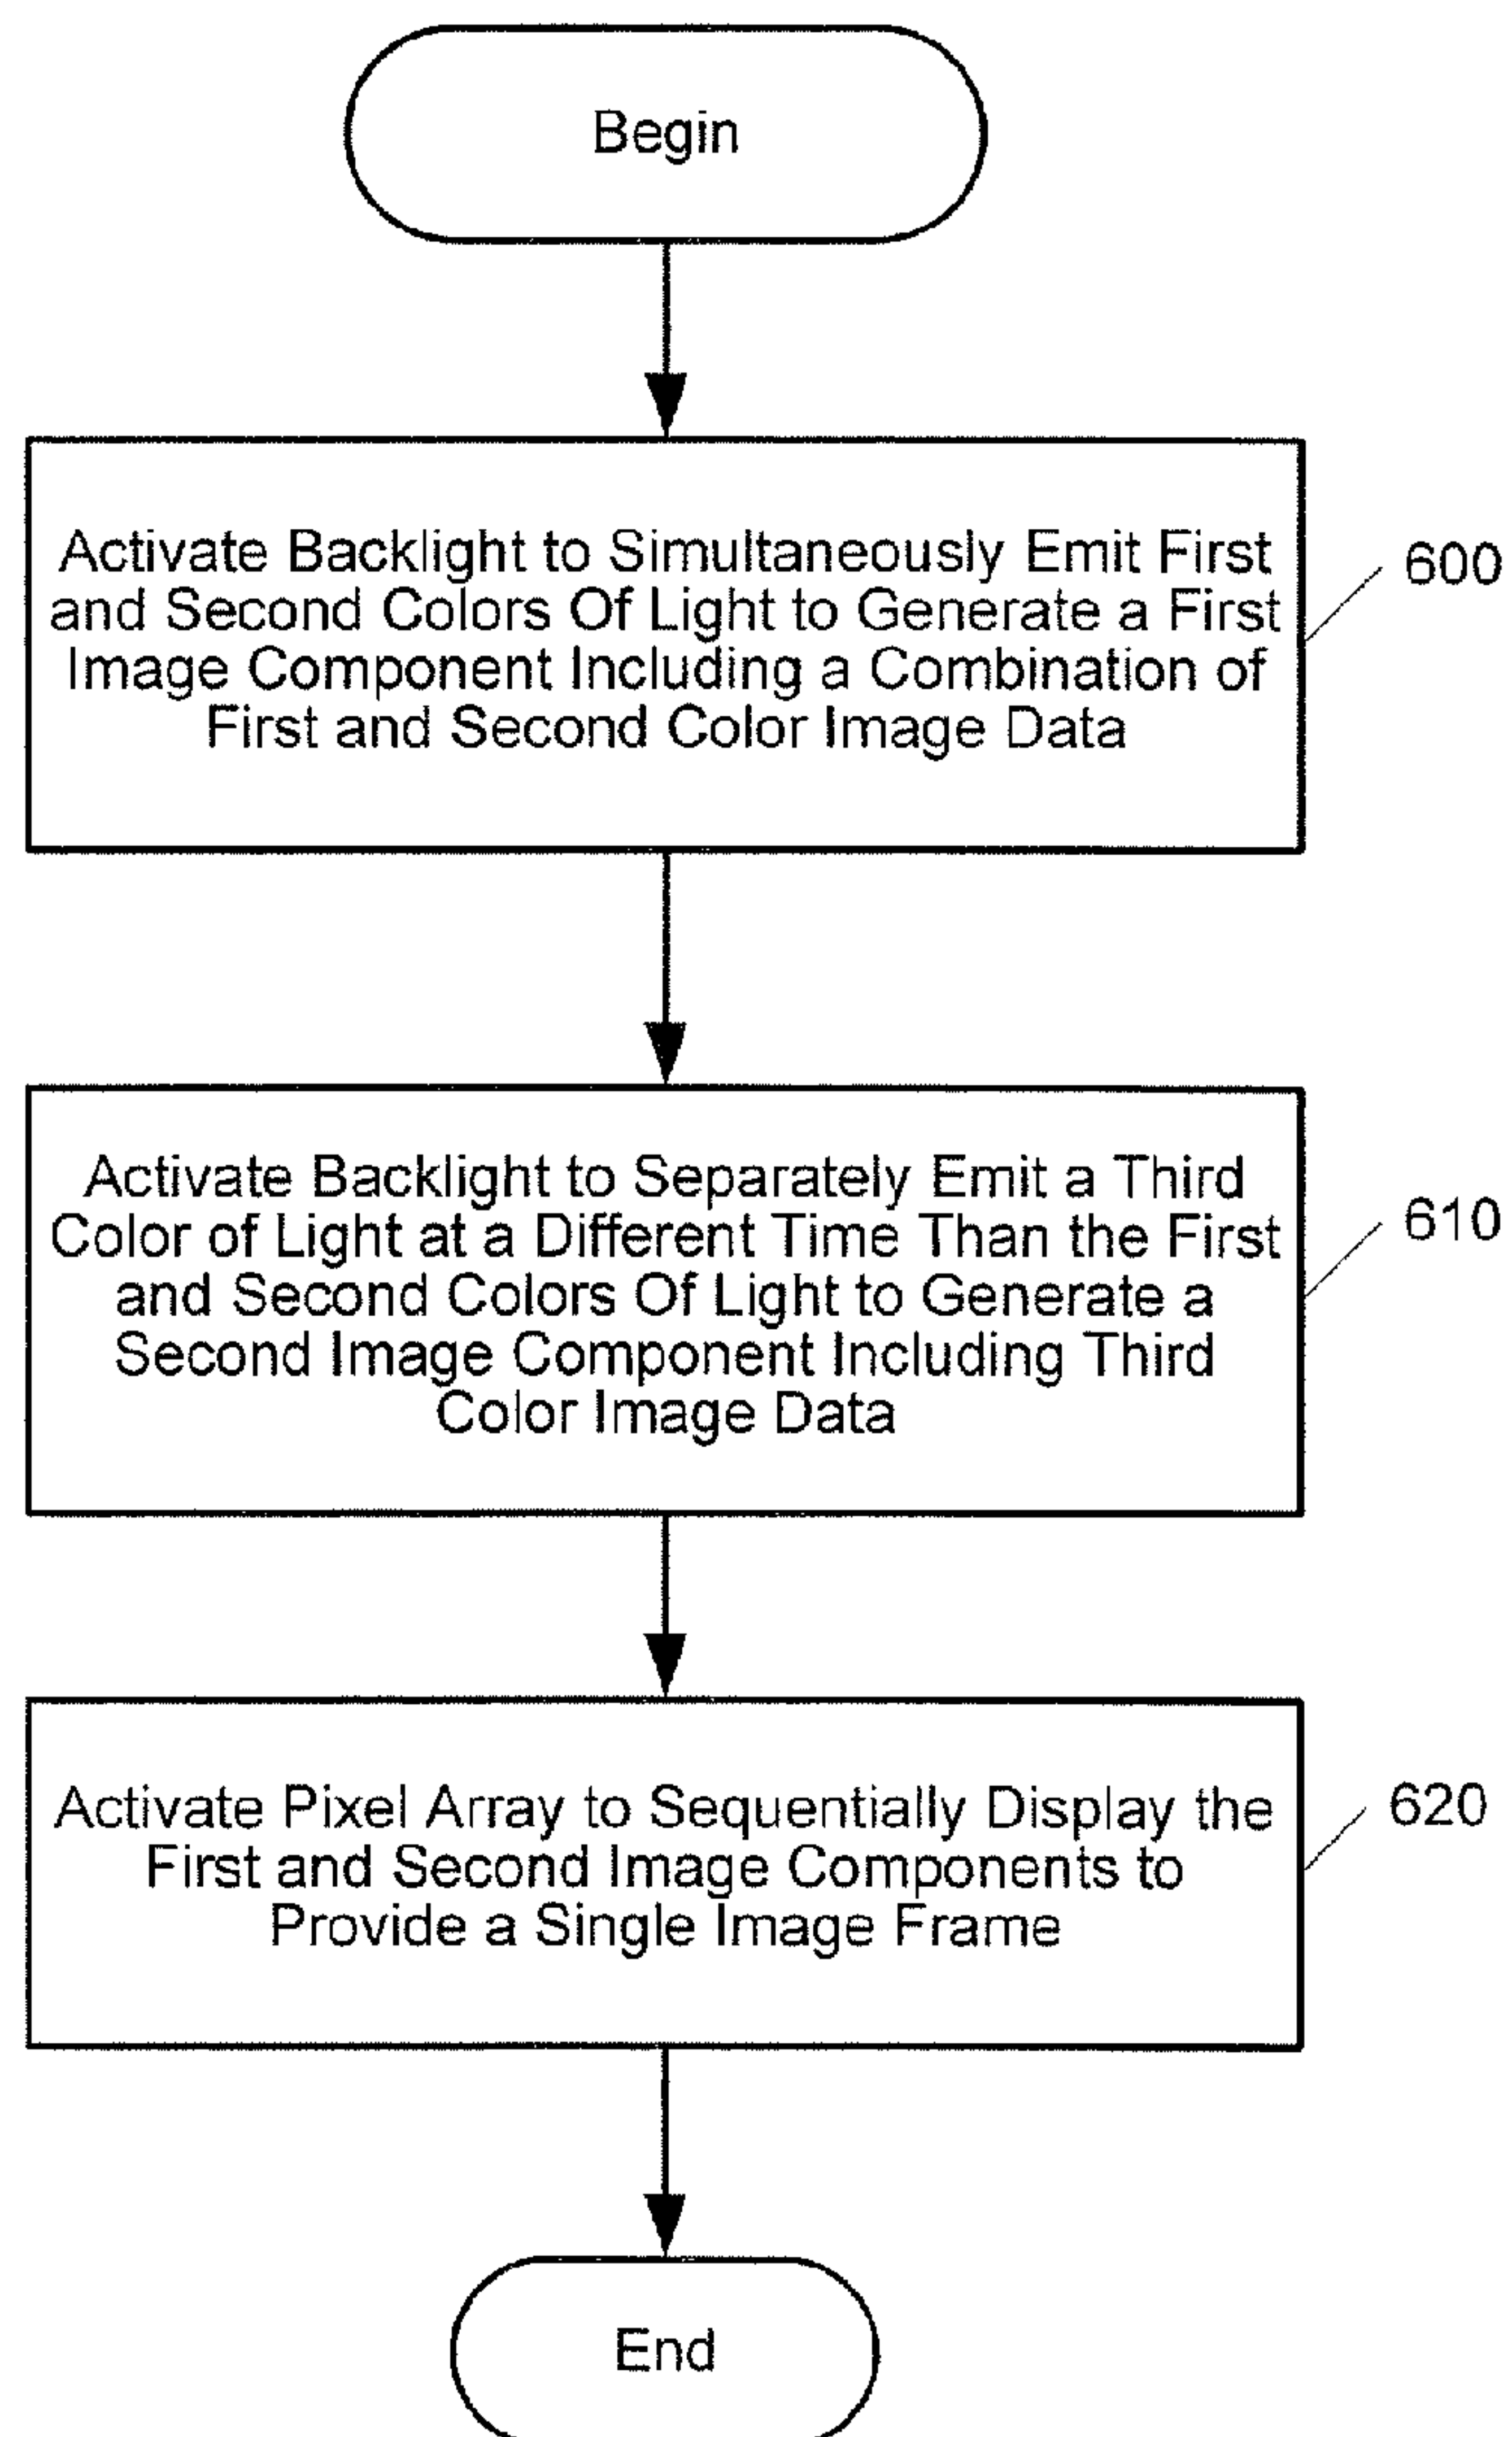 Begin
Activate Backlight to Simultaneously Emit First
and Second Colors Of Light to Generate a First
Image Component Including a Combination of
First and Second Color Image Data
600
Activate Backlight to Separately Emit a Third
Color of Light at a Different Time Than the First
and Second Colors Of Light to Generate a
Second Image Component Including Third
Color Image Data
610
Activate Pixel Array to Sequentially Display the
First and Second Image Components to
Provide a Single Image Frame
620
End